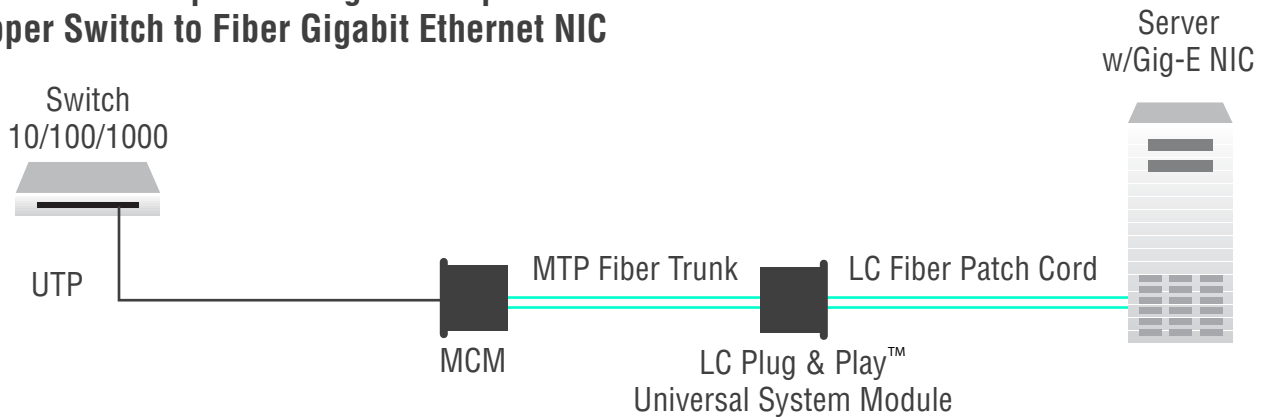 pper Switch to Fiber Gigabit Ethernet NIC
Server
w/Gig-E NIC
Switch
10/100/1000
UTP
MTP Fiber Trunk
LC Fiber Patch Cord
MCM
LC Plug & Play™
Universal System Module